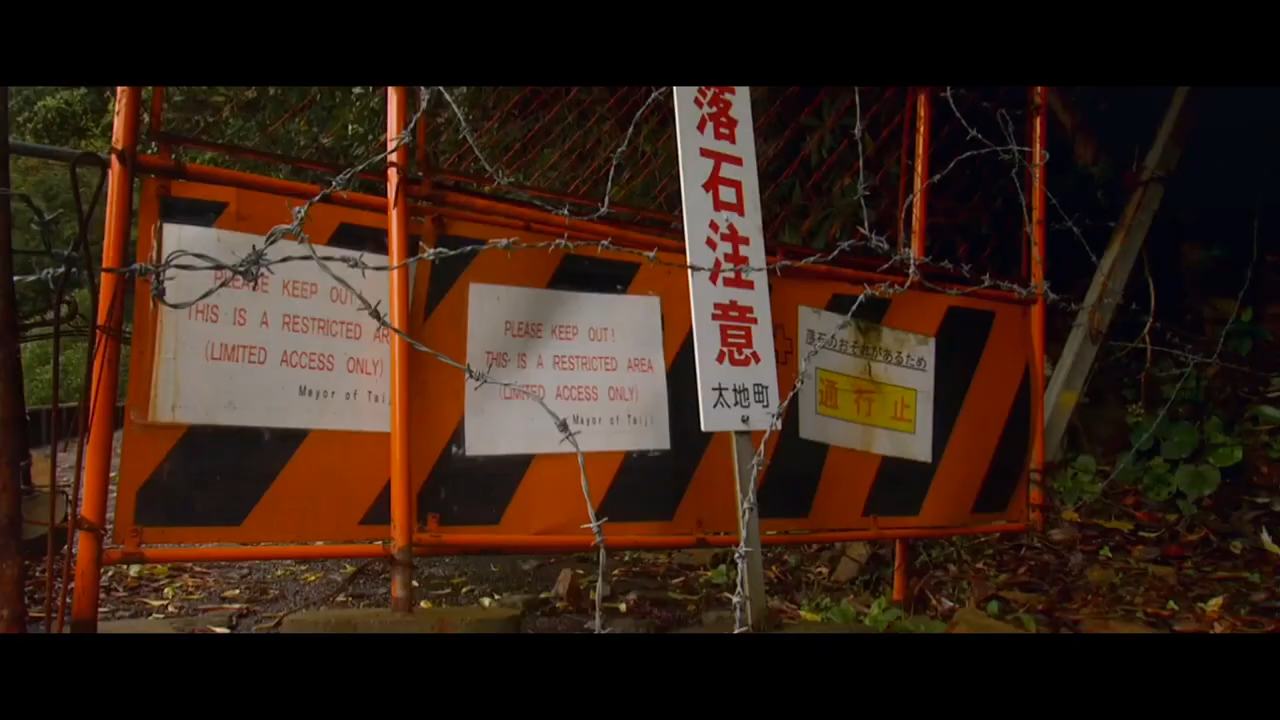 PLEASE KEEP OUT!
THIS IS A RESTRICTED AR
(LIMITED ACCESS ONLY)
Mayor of Tai
PLEASE KEEP OUT!
THIS IS A RESTRICTED AREA
(LIMITED ACCESS ONLY)
Mayor of Taiji
落石注意
太地町
落石のおそれがあるため
通行止